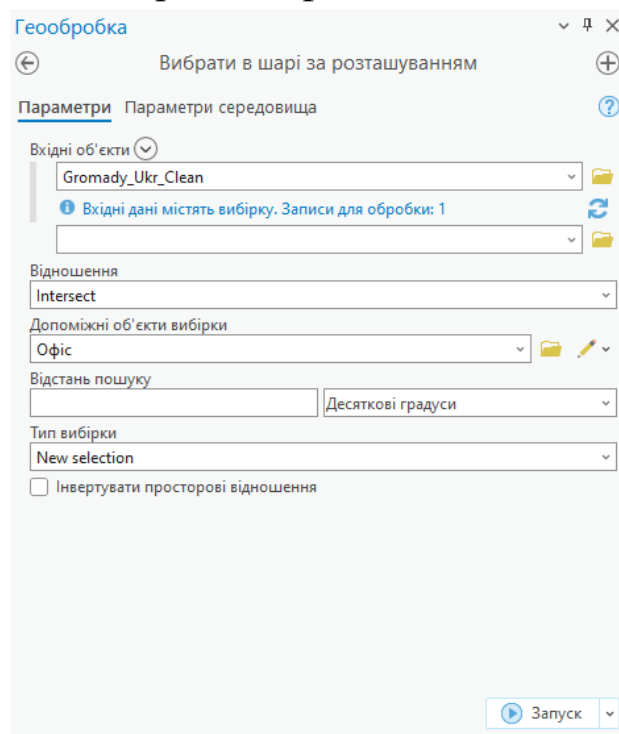 Геообробка
Вибрати в шарі за розташуванням
Параметри Параметри середовища
Вхідні об'єкти
Gromady_Ukr_Clean
Вхідні дані містять вибірку. Записи для обробки: 1
Відношення
Intersect
Допоміжні об'єкти вибірки
Офіс
Відстань пошуку
Десяткові градуси
Тип вибірки
New selection
Інвертувати просторові відношення
Запуск